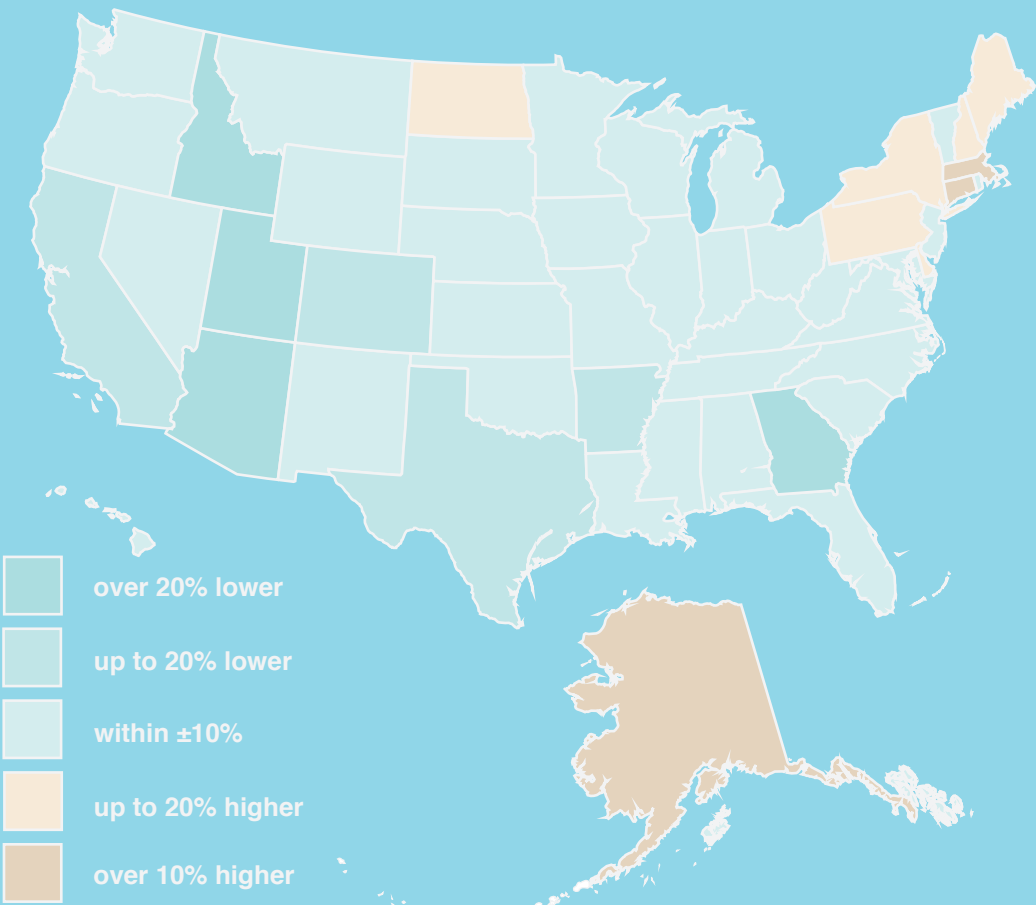 over 20% lower
up to 20% lower
within ±10%
up to 20% higher
over 10% higher